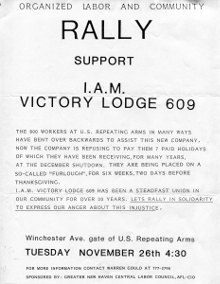 ORGANIZED LABOR AND COMMUNITY
RALLY
SUPPORT
I.A.M.
VICTORY LODGE 609
THE 800 WORKERS AT U.S. REPEATING ARMS IN MANY WAYS
HAVE BENT OVER BACKWARDS TO ASSIST THIS NEW COMPANY.
NOW THE COMPANY IS REFUSING TO PAY THEM 7 PAID HOLIDAYS
OF WHICH THEY HAVE BEEN RECEIVING, FOR MANY YEARS,
AT THE DECEMBER SHUTDOWN. THEY ARE BEING PLACED ON A
SO-CALLED "FURLOUGH", FOR SIX WEEKS, TWO DAYS BEFORE
THANKSGIVING.
I.A.M. VICTORY LODGE 609 HAS BEEN A STEADFAST UNION IN
OUR COMMUNITY FOR OVER 30 YEARS. LETS RALLY IN SOLIDARITY
TO EXPRESS OUR ANGER ABOUT THIS INJUSTICE.
Winchester Ave. gate of U.S. Repeating Arms
TUESDAY NOVEMBER 26th 4:30
FOR MORE INFORMATION CONTACT WARREN GOULD AT
SPONSORED BY: GREATER NEW HAVEN CENTRAL LABOR COUNCIL, AFL-CIO